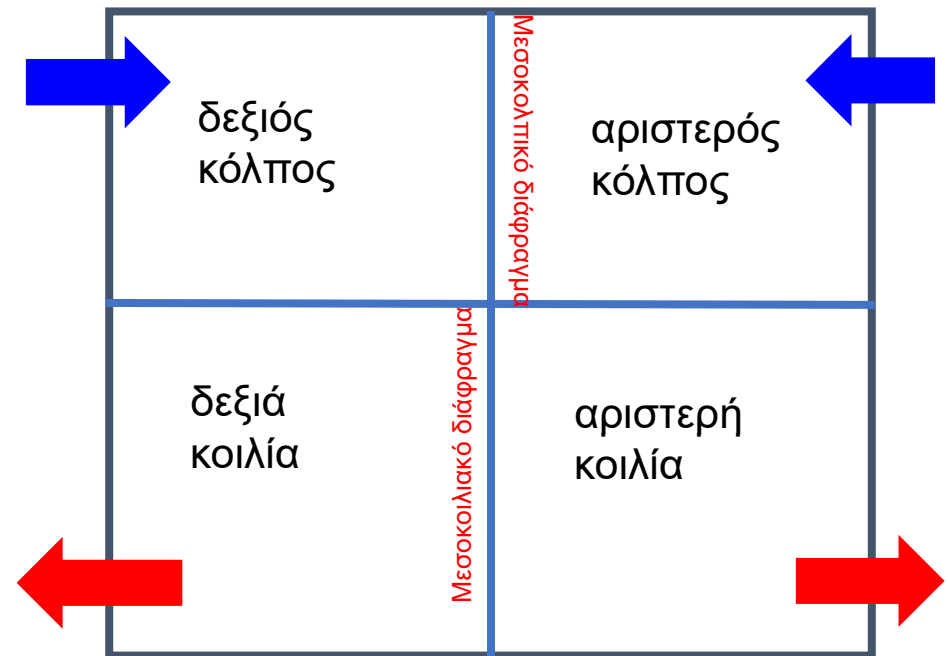 δεξιός
κόλπος
Μεσοκολπικό διάφραγμα
αριστερός
κόλπος
δεξιά
κοιλία
Μεσοκοιλιακό διάφραγμα
αριστερή
κοιλία